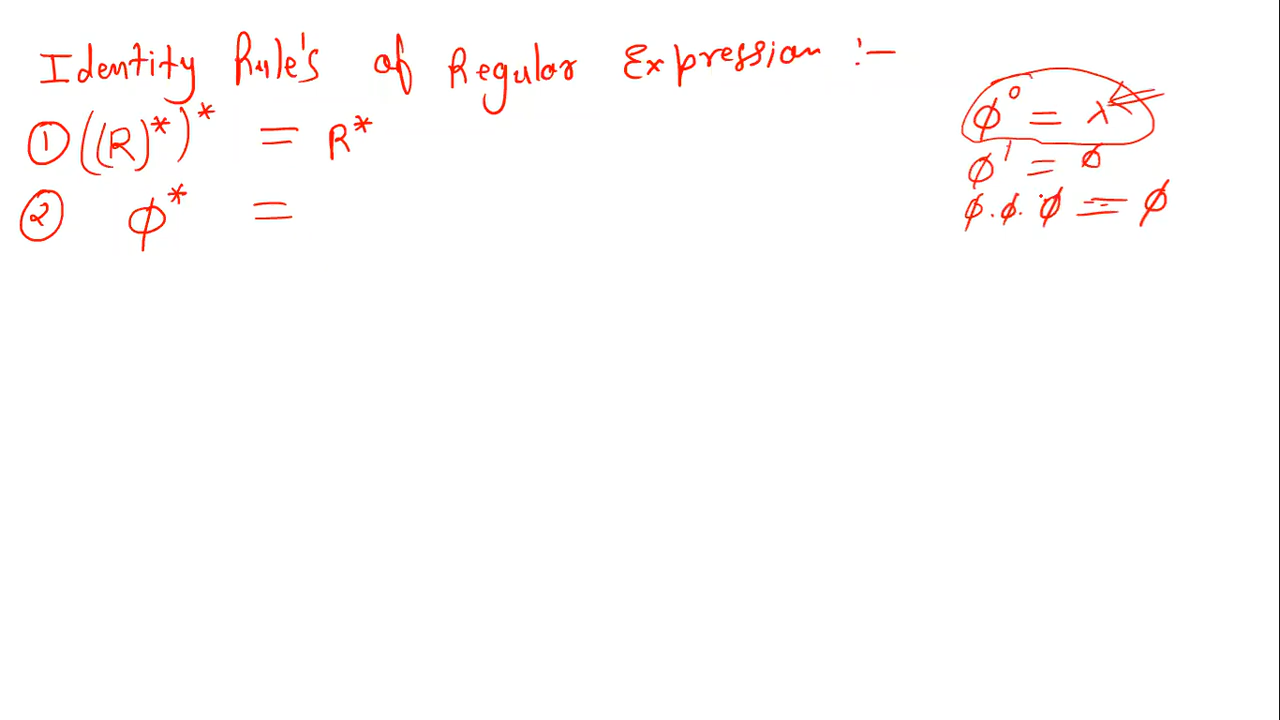 Identity Rule's of Regular Expression :-
① ((R)*)* = R*
② ϕ* =
ϕ⁰ = λ
ϕ¹ = ϕ
ϕ.ϕ.ϕ = ϕ